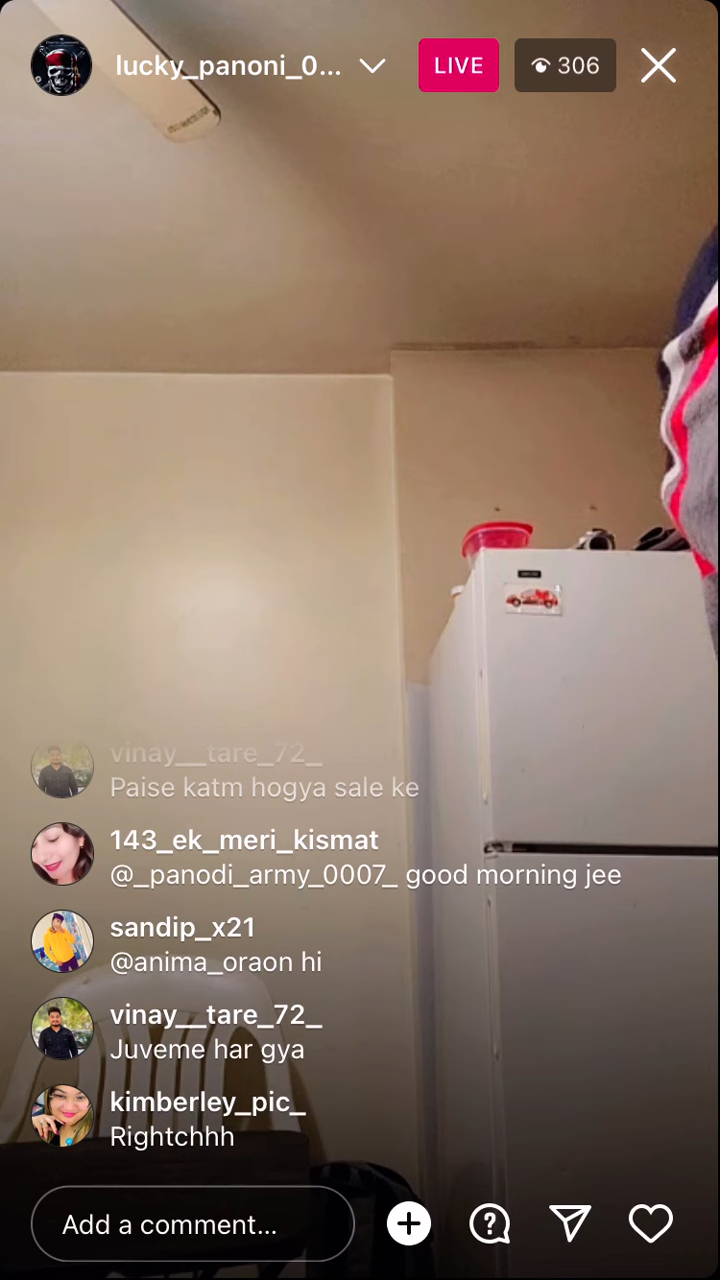 lucky_panoni_0...
LIVE
306
vinay__tare_72_
Paise katm hogya sale ke
143_ek_meri_kismat
@_panodi_army_0007_ good morning jee
sandip_x21
@anima_oraon hi
vinay__tare_72_
Juveme har gya
kimberley_pic_
Rightchhh
Add a comment...